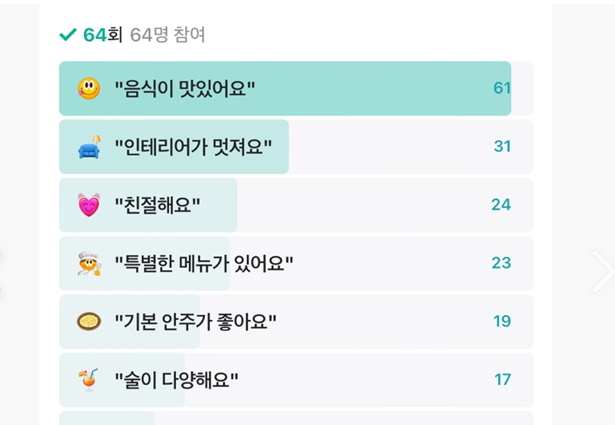 64회 64명 참여
"음식이 맛있어요" 61
"인테리어가 멋져요" 31
"친절해요" 24
"특별한 메뉴가 있어요" 23
"기본 안주가 좋아요" 19
"술이 다양해요" 17